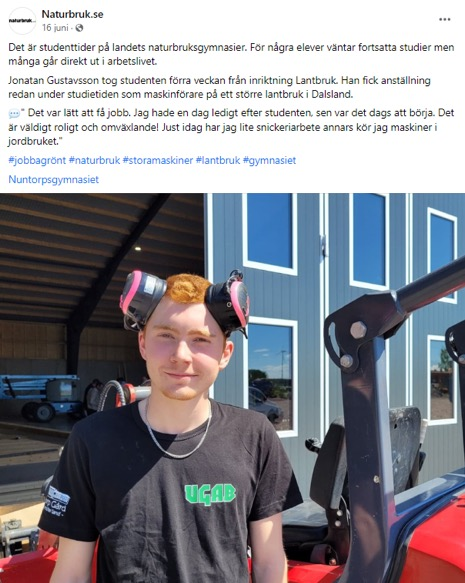 Naturbruk.se
naturbruk...
16 juni ·
Det är studenttider på landets naturbruksgymnasier. För några elever väntar fortsatta studier men
många går direkt ut i arbetslivet.
Jonatan Gustavsson tog studenten förra veckan från inriktning Lantbruk. Han fick anställning
redan under studietiden som maskinförare på ett större lantbruk i Dalsland.
💬" Det var lätt att få jobb. Jag hade en dag ledigt efter studenten, sen var det dags att börja. Det
är väldigt roligt och omväxlande! Just idag har jag lite snickeriarbete annars kör jag maskiner i
jordbruket."
#jobbagrönt #naturbruk #storamaskiner #lantbruk #gymnasiet
Nuntorpsgymnasiet
UGAB